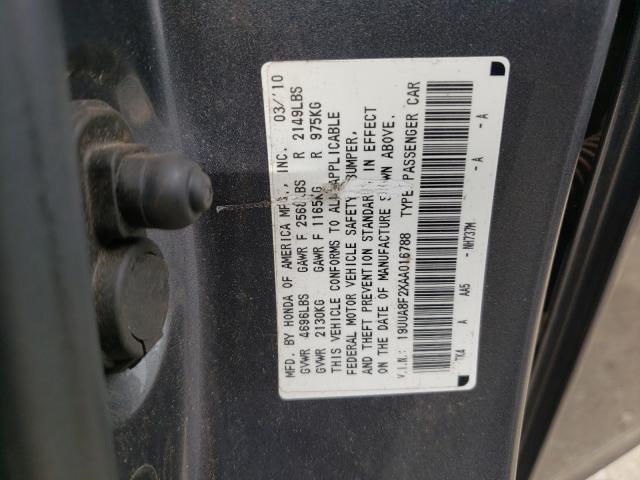 MFD. BY HONDA OF AMERICA MFG., INC. 03/'10
GVWR 4696LBS GAWR F 2560LBS R 2149LBS
GVWR 2130KG GAWR F 1165KG R 975KG
THIS VEHICLE CONFORMS TO ALL APPLICABLE
FEDERAL MOTOR VEHICLE SAFETY BUMPER,
AND THEFT PREVENTION STANDARD IN EFFECT
ON THE DATE OF MANUFACTURE SHOWN ABOVE.
V.I.N.: 19UUA8F2XAA016788 TYPE: PASSENGER CAR
TK4 A AA5 - NH737M - A - A